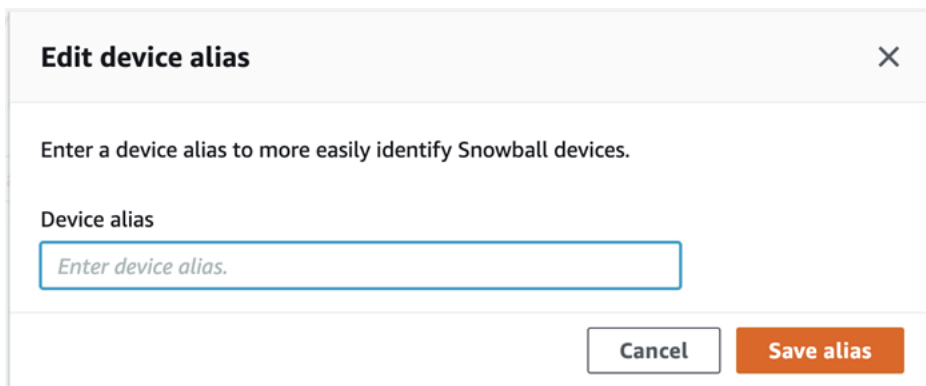 Edit device alias
Enter a device alias to more easily identify Snowball devices.
Device alias
Enter device alias.
Cancel
Save alias